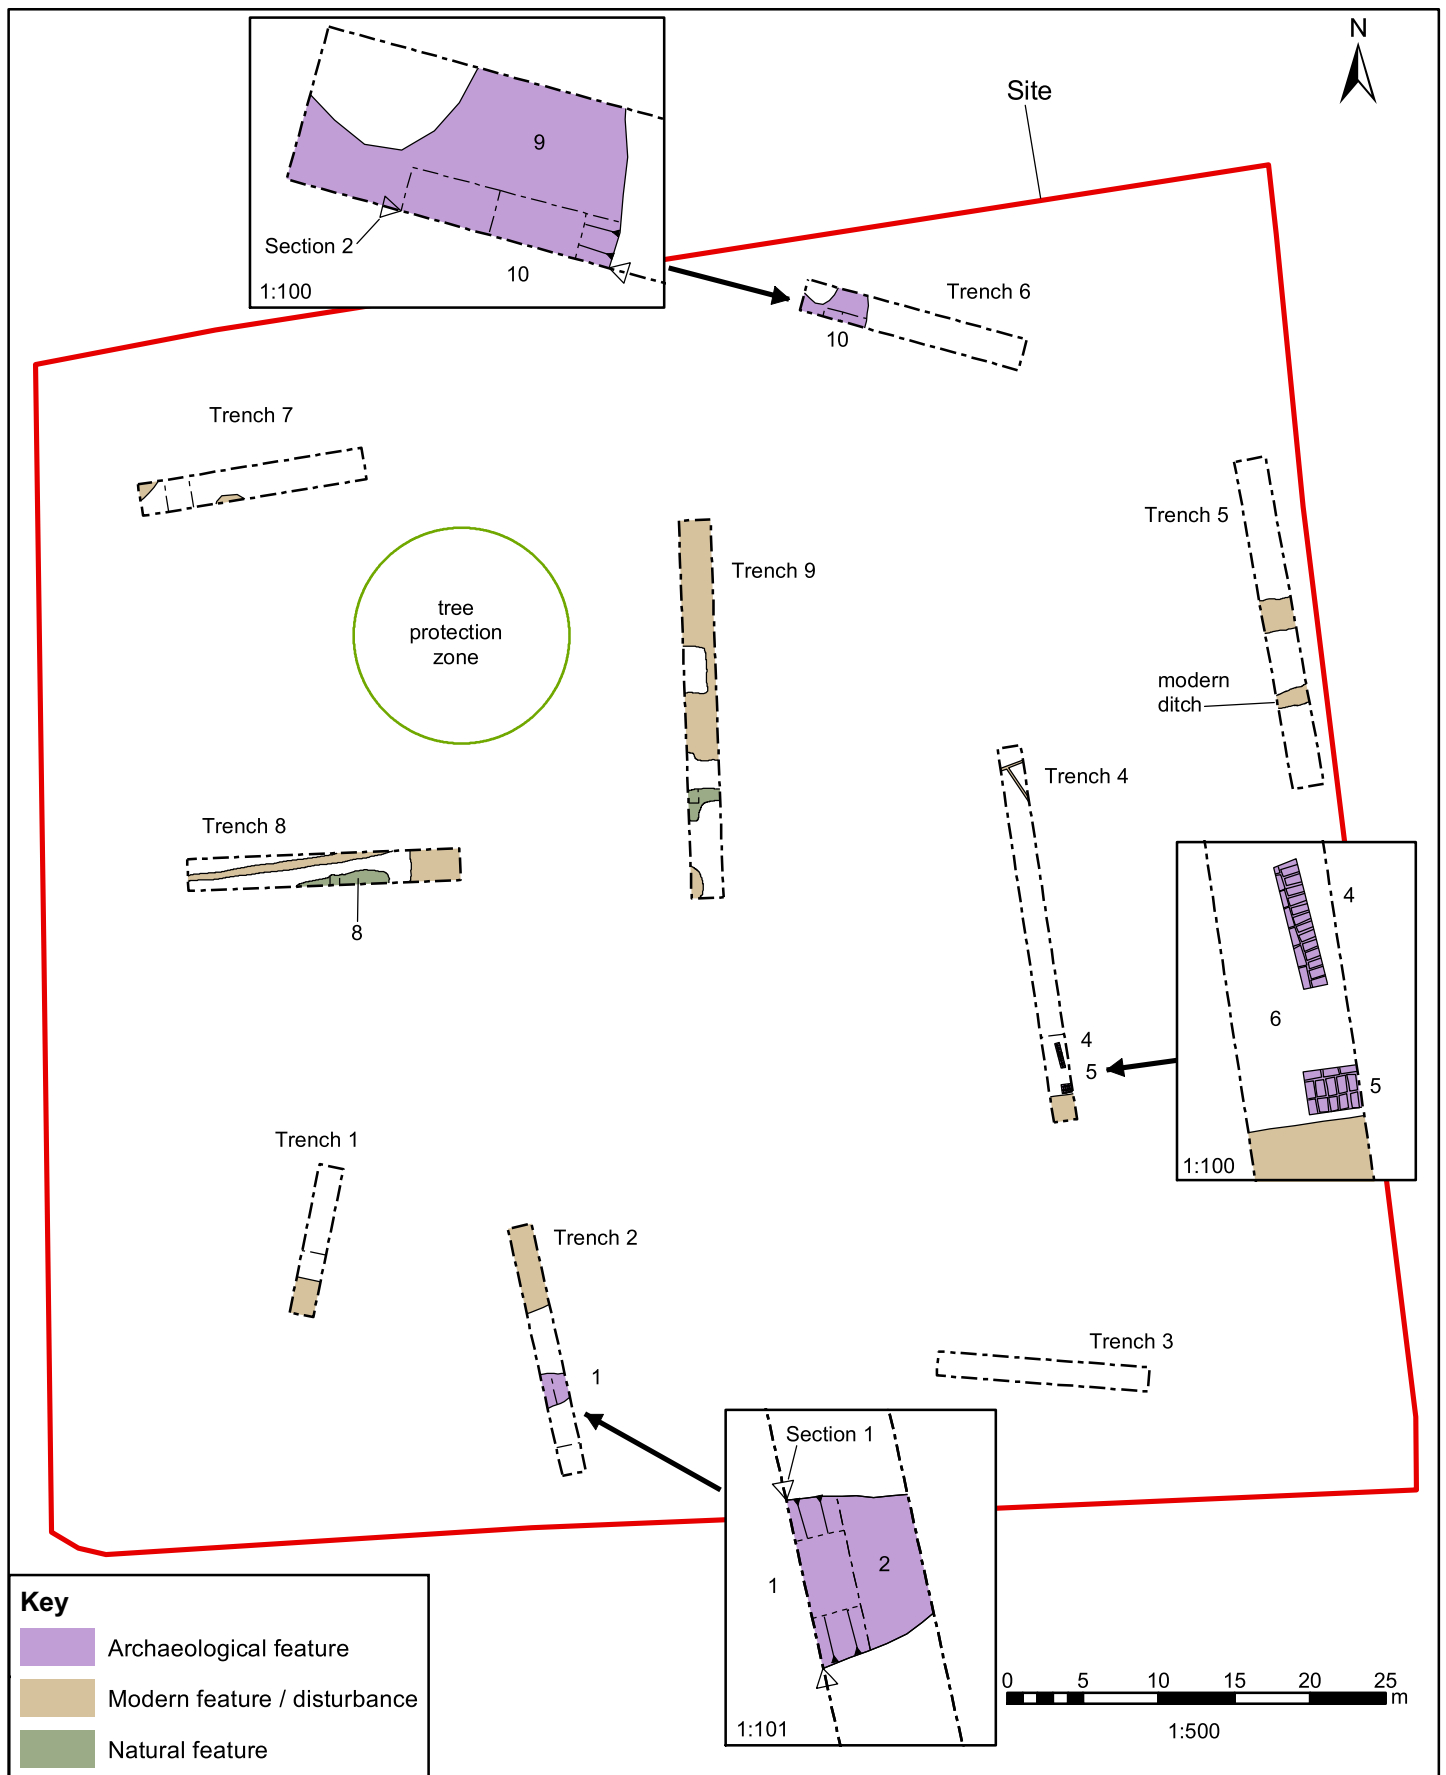 N
Site
9
Section 2
10
1:100
Trench 6
10
Trench 7
Trench 5
Trench 9
tree
protection
zone
modern
ditch
Trench 4
Trench 8
8
4
6
5
1:100
4
5
Trench 1
Trench 2
1
Trench 3
Section 1
2
1
1:101
Key
Archaeological feature
Modern feature / disturbance
Natural feature
0 5 10 15 20 25
m
1:500